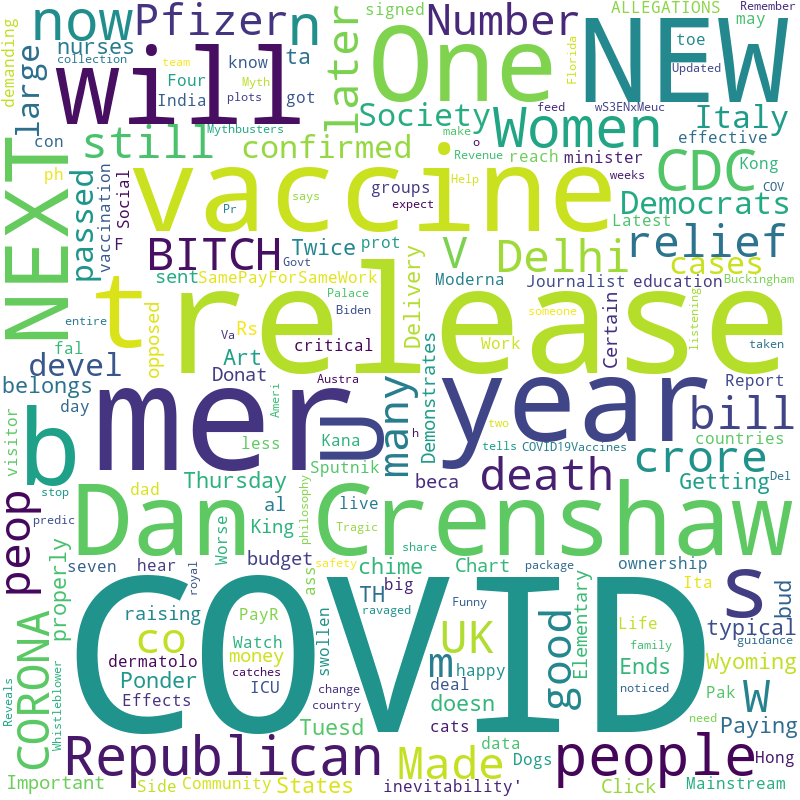 demanding
now
Pfizer
n
signed
Number
ALLEGATIONS
Remember
nurses
collection
will
Four
India
know
Myth
plots
ta
got
team
later
One
Florida
NEW
may
toe
Updated
large
con
still
Mythbusters
confirmed
Society
feed
wS3ENxMeuc
Women
Italy
effective
make
o
Revenue
reach
minister
NEXT
ph
passed
vaccination
Social
F
vaccine
says
Pr
groups
expect
Help
weeks
CDC
Kong
COV
Democrats
BITCH
Govt
Twice
prot
V
Delhi
Latest
relief
sent
SamePayForSameWork
Delivery
Moderna
Journalist
education
cases
Buckingham
t
release
Palace
Biden
someone
listening
taken
entire
opposed
Rs
Va
critical
Work
Certain
fal
devel
Art
Donat
Austra
mer
U
year
Report
belongs
day
less
Ameri
Kana
many
Demonstrates
h
two
bill
countries
b
visitor
dad
Thursday
Sputnik
tells
COVID19Vaccines
crore
stop
predic
al
King
live
beca
death
Getting
Del
peop
Dan Crenshaw
Worse
philosophy
Tragic
share
properly
seven
hear
budget
safety
chime
Chart
package
ownership
CORONA
royal
ass
TH
big
ravaged
Funny
COVID
Ita
s
bud
raising
PayR
swollen
UK
good
Elementary
Life
family
typical
guidance
co
dermatolo
Watch
money
catches
m
happy
Wyoming
Reveals
Whistleblower
Ponder
Effects
ICU
change
country
deal
doesn
Ends
noticed
Pak
W
need
Paying
cats
data
Dogs
Republican
Made
people
Hong
Important
Side
Community
States
inevitability'
Click
Mainstream